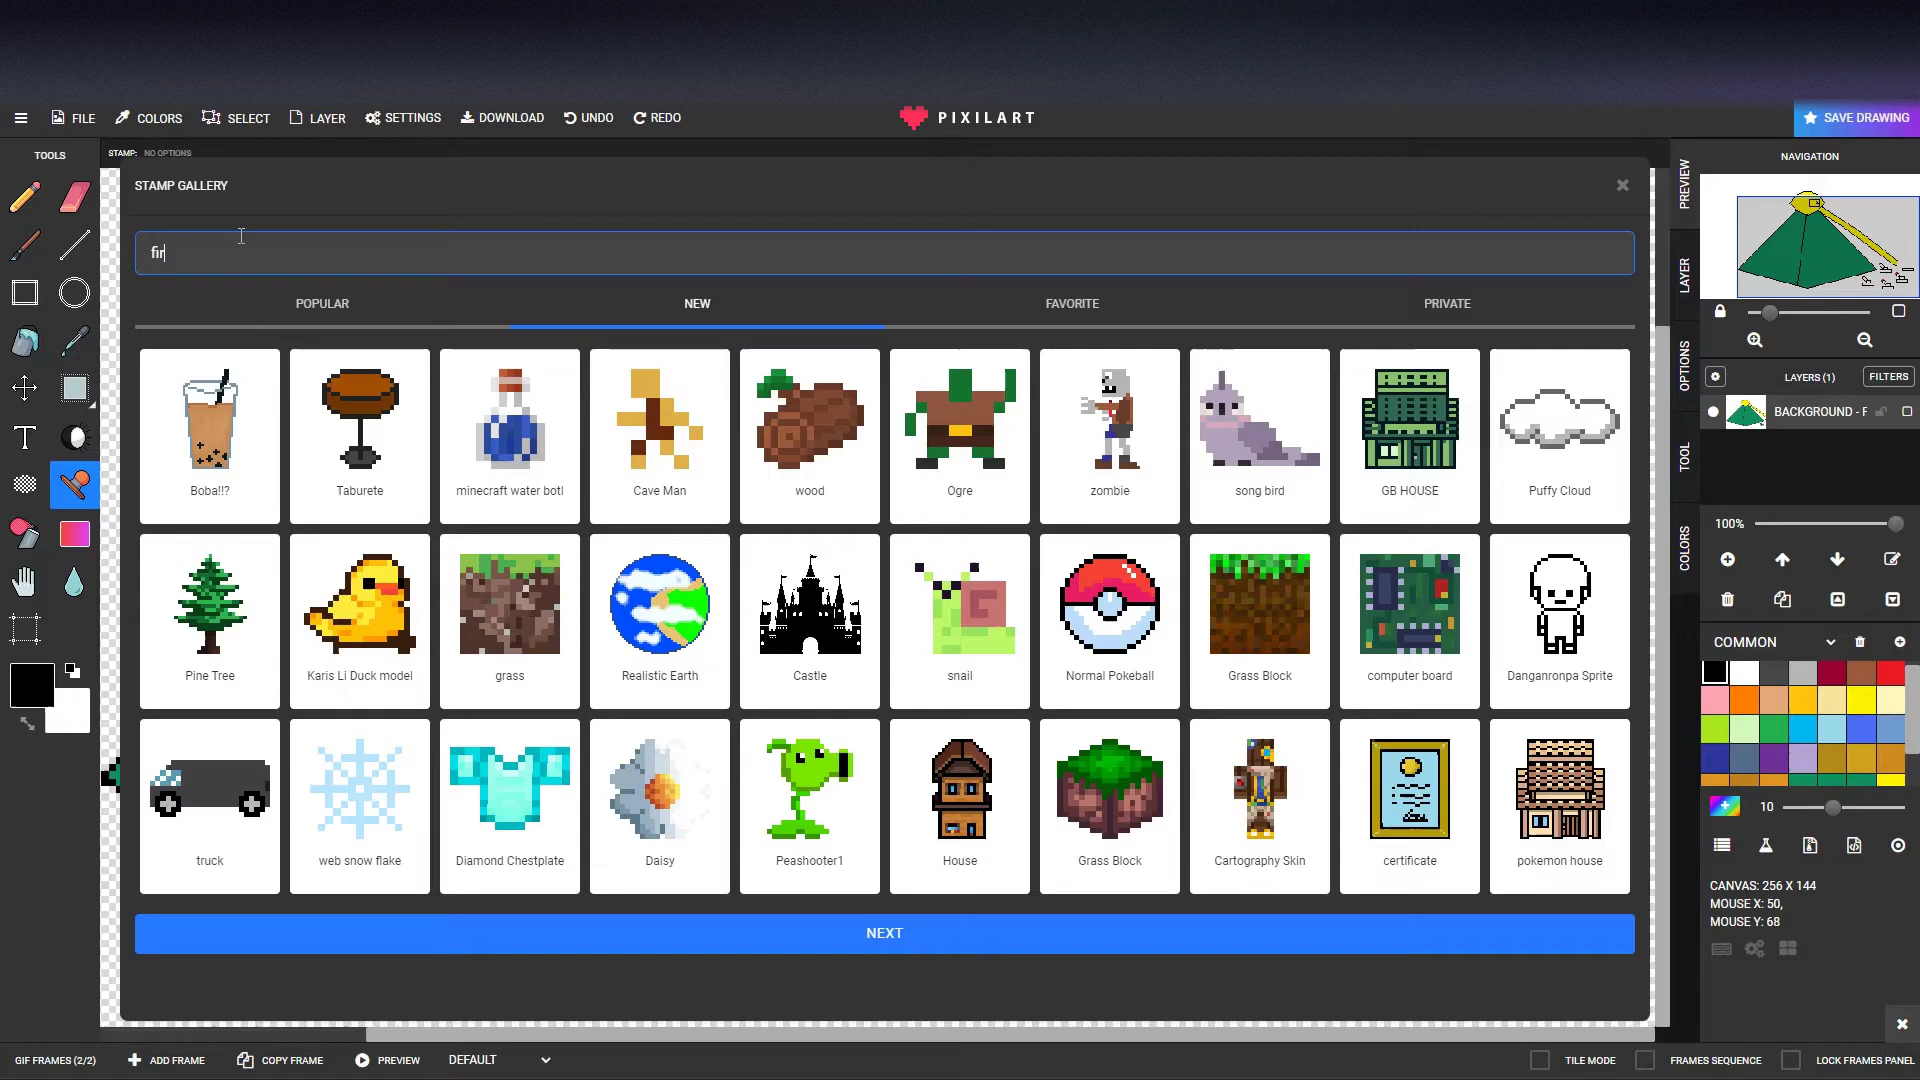 FILE COLORS SELECT LAYER SETTINGS DOWNLOAD UNDO REDO PIXILART SAVE DRAWING
TOOLS
STAMP: NO OPTIONS
STAMP GALLERY
fir
POPULAR NEW FAVORITE PRIVATE
Boba!!? Taburete minecraft water botl Cave Man wood Ogre zombie song bird GB HOUSE Puffy Cloud
Pine Tree Karis Li Duck model grass Realistic Earth Castle snail Normal Pokeball Grass Block computer board Danganronpa Sprite
truck web snow flake Diamond Chestplate Daisy Peashooter1 House Grass Block Cartography Skin certificate pokemon house
NEXT
PREVIEW
LAYER
OPTIONS
TOOL
COLORS
NAVIGATION
LAYERS (1) FILTERS
BACKGROUND - F
100%
COMMON
10
CANVAS: 256 X 144
MOUSE X: 50,
MOUSE Y: 68
GIF FRAMES (2/2) ADD FRAME COPY FRAME PREVIEW DEFAULT TILE MODE FRAMES SEQUENCE LOCK FRAMES PANEL